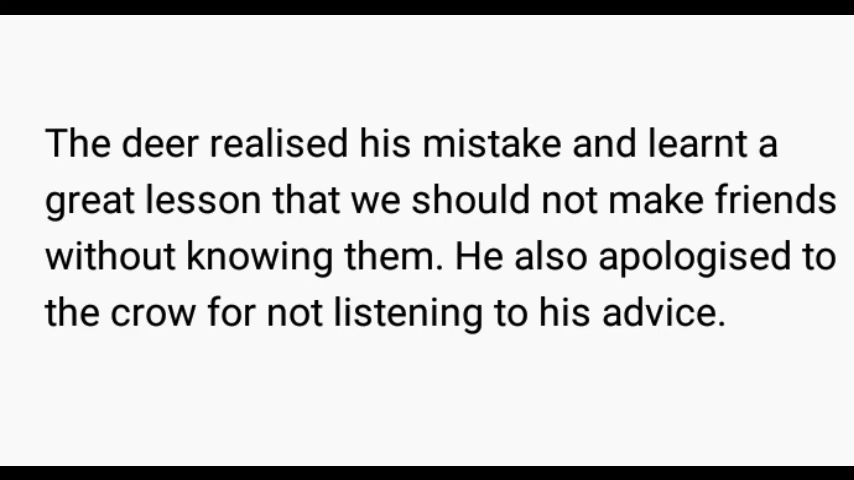 The deer realised his mistake and learnt a
great lesson that we should not make friends
without knowing them. He also apologised to
the crow for not listening to his advice.